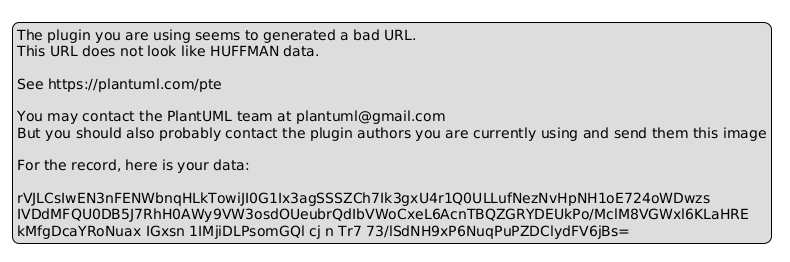 The plugin you are using seems to generated a bad URL.
This URL does not look like HUFFMAN data.
See https://plantuml.com/pte
You may contact the PlantUML team at plantuml@gmail.com
But you should also probably contact the plugin authors you are currently using and send them this image
For the record, here is your data:
rVJLCsIwEN3nFENWbnqHLkTowiJI0G1Ix3agSSSZCh7Ik3gxU4r1Q0ULLufNezNvHpNH1oE724oWDwzs
IVDdMFQU0DB5J7RhH0AWy9VW3osdOUeubrQdIbVWoCxeL6AcnTBQZGRYDEUkPo/MclM8VGWxl6KLaHRE
kMfgDcaYRoNuax IGxsn 1IMjiDLPsomGQl cj n Tr7 73/lSdNH9xP6NuqPuPZDClydFV6jBs=